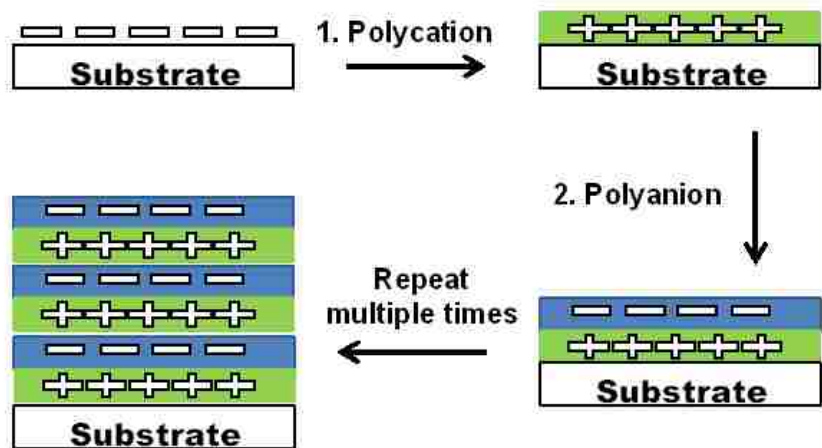 1. Polycation
Substrate
Substrate
2. Polyanion
Repeat
multiple times
Substrate
Substrate